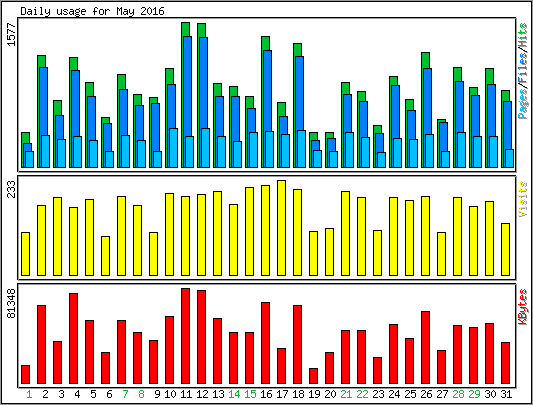 Daily usage for May 2016
1577
Pages/Files/Hits
233
Visits
81348
KBytes
1 2 3 4 5 6 7 8 9 10 11 12 13 14 15 16 17 18 19 20 21 22 23 24 25 26 27 28 29 30 31